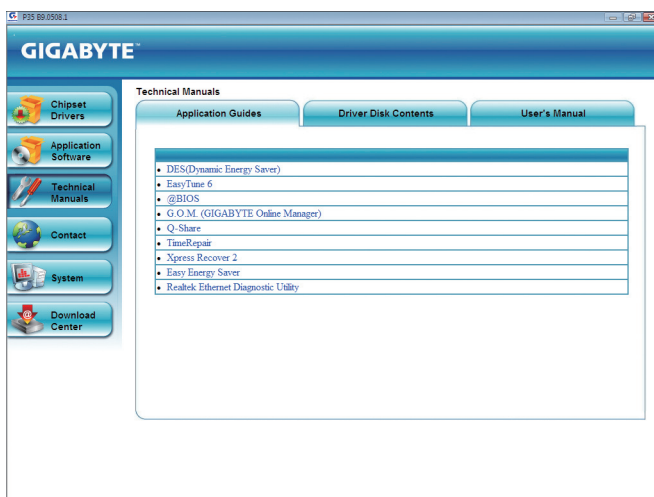 P35 B9.0508.1
GIGABYTE™
Chipset
Drivers
Application
Software
Technical
Manuals
Contact
System
Download
Center
Technical Manuals
Application Guides
Driver Disk Contents
User's Manual
• DES(Dynamic Energy Saver)
• EasyTune 6
• @BIOS
• G.O.M. (GIGABYTE Online Manager)
• Q-Share
• TimeRepair
• Xpress Recover 2
• Easy Energy Saver
• Realtek Ethernet Diagnostic Utility